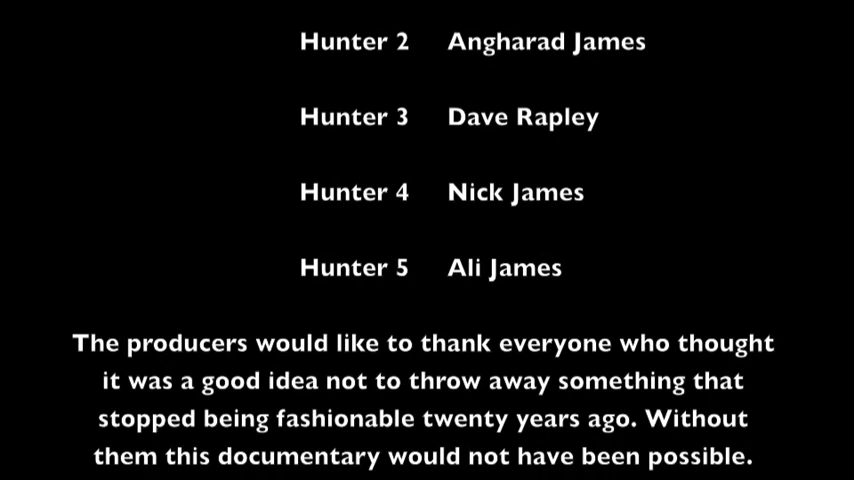 Hunter 2 Angharad James
Hunter 3 Dave Rapley
Hunter 4 Nick James
Hunter 5 Ali James
The producers would like to thank everyone who thought
it was a good idea not to throw away something that
stopped being fashionable twenty years ago. Without
them this documentary would not have been possible.